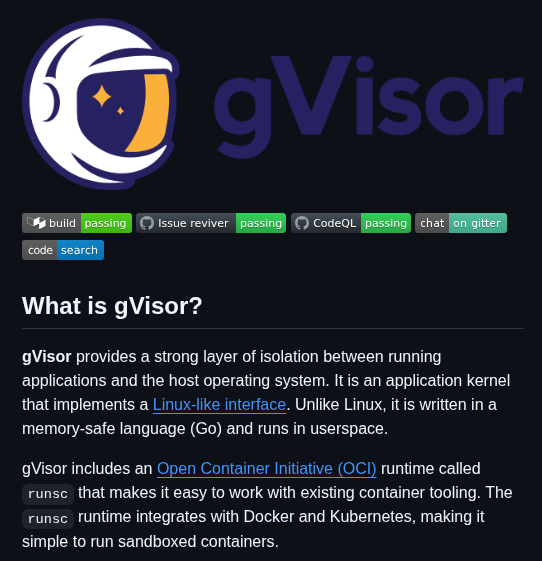 gVisor
build passing Issue reviver passing CodeQL passing chat on gitter
code search
What is gVisor?
gVisor provides a strong layer of isolation between running
applications and the host operating system. It is an application kernel
that implements a Linux-like interface. Unlike Linux, it is written in a
memory-safe language (Go) and runs in userspace.
gVisor includes an Open Container Initiative (OCI) runtime called
runsc that makes it easy to work with existing container tooling. The
runsc runtime integrates with Docker and Kubernetes, making it
simple to run sandboxed containers.